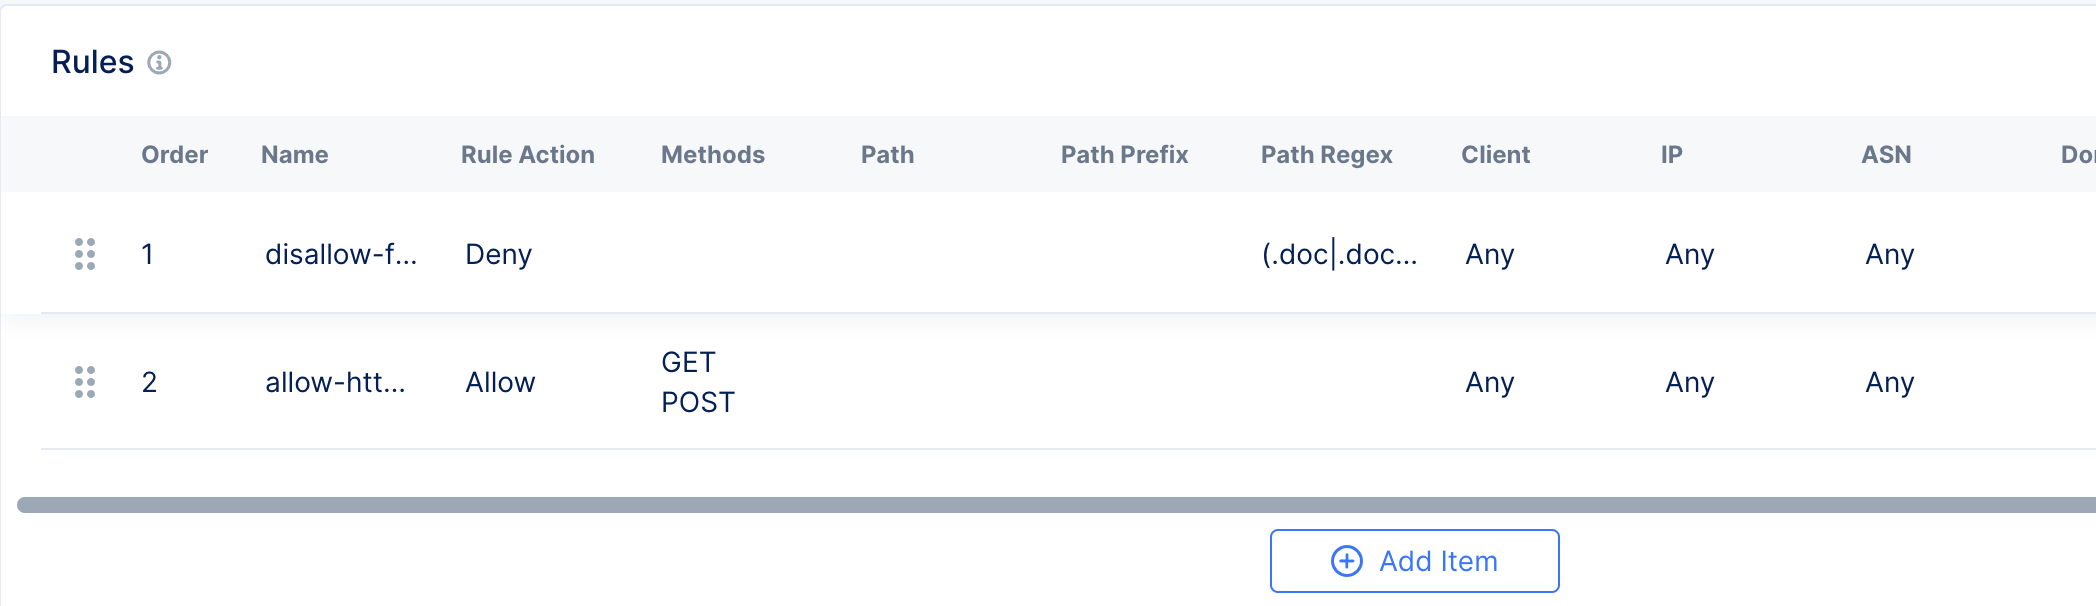 Rules
Order Name Rule Action Methods Path Path Prefix Path Regex Client IP ASN
1 disallow-f... Deny (.doc|.doc... Any Any Any
2 allow-htt... Allow GET POST Any Any Any
Add Item